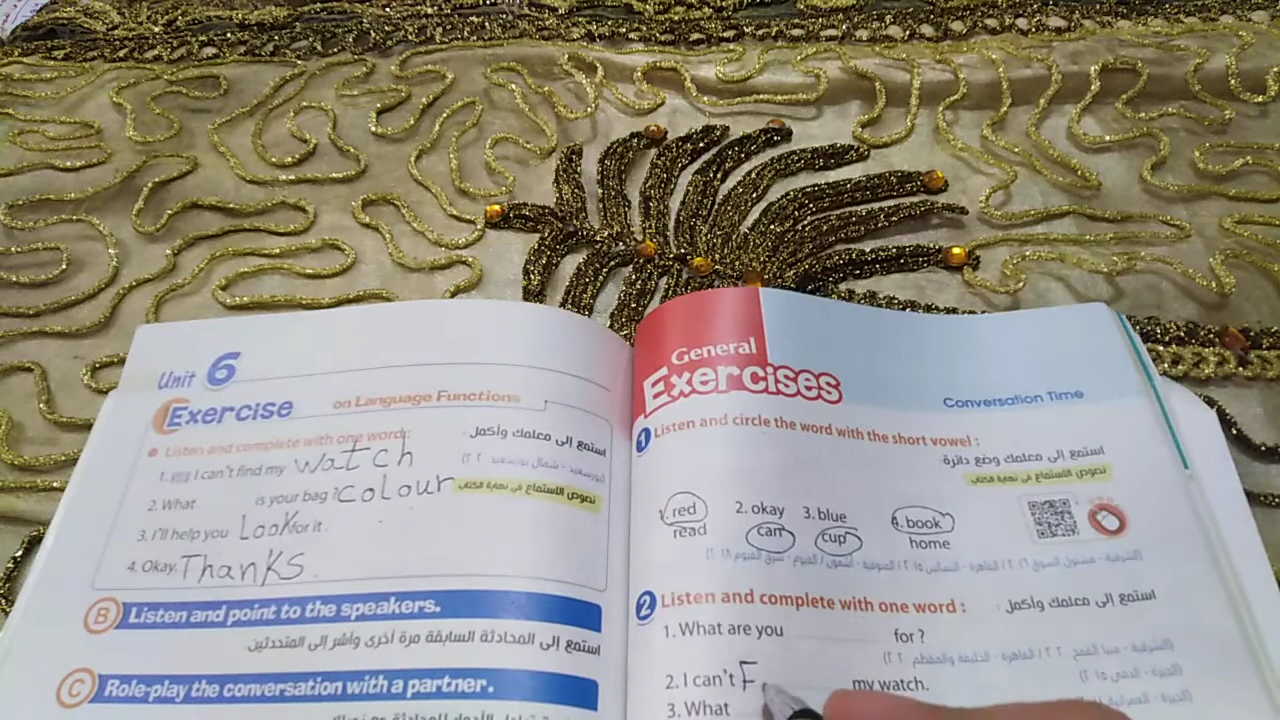 Unit 6
Exercise on Language Functions
Listen and complete with one word:
استمع إلى معلمك وأكمل
1. I can't find my watch
2. What is your bag ? colour
نصوص الاستماع في نهاية الكتاب
3. I'll help you Look for it.
4. Okay. Thanks.
B Listen and point to the speakers.
استمع إلى المحادثة السابقة مرة أخرى وأشر إلى المتحدثين.
C Role-play the conversation with a partner.
General
Exercises
Conversation Time
1 Listen and circle the word with the short vowel :
استمع إلى معلمك وضع دائرة
نصوص الاستماع في نهاية الكتاب
1. red 2. okay 3. blue 4. book
read can cup home
2 Listen and complete with one word :
استمع إلى معلمك وأكمل :
1. What are you for ?
2. I can't F my watch.
3. What